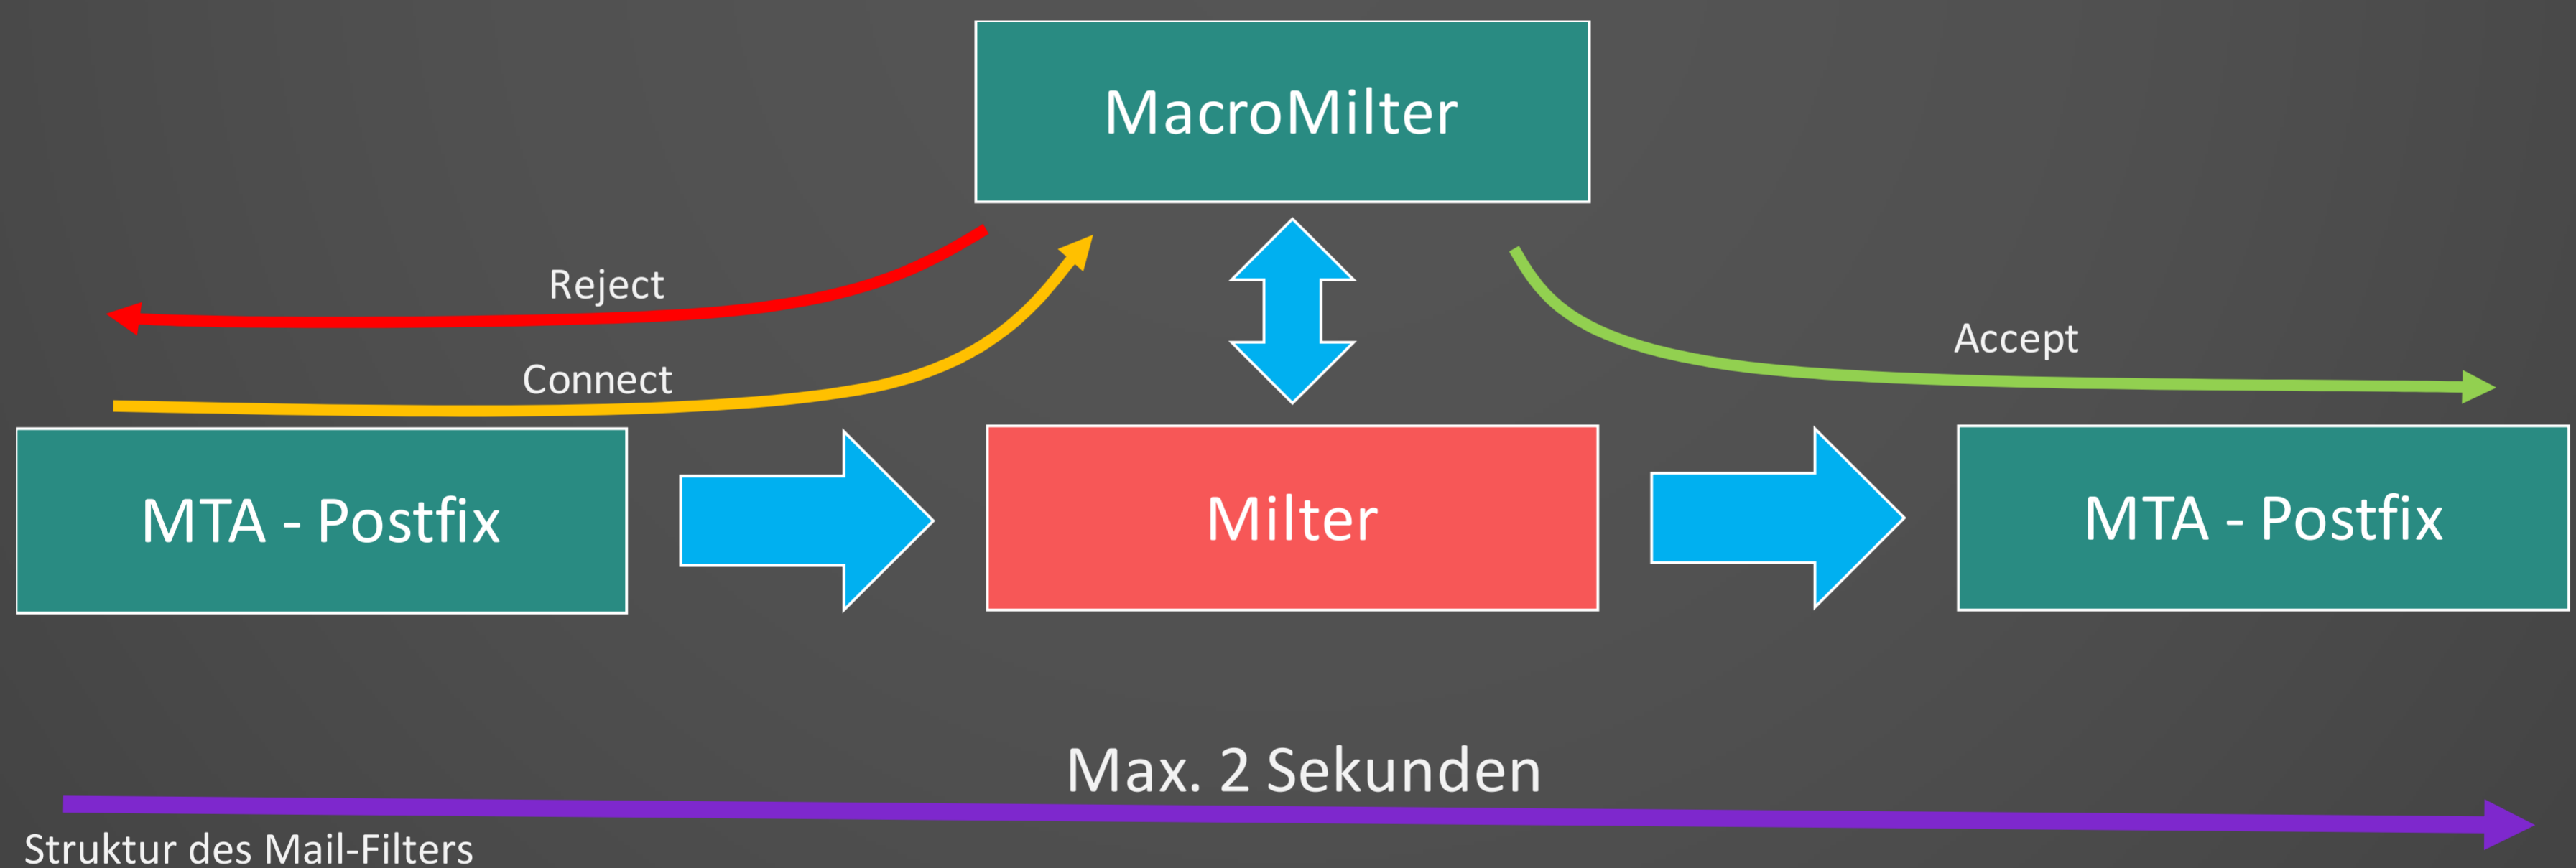 MacroMilter
Reject
Accept
Connect
MTA - Postfix
Milter
MTA - Postfix
Max. 2 Sekunden
Struktur des Mail-Filters